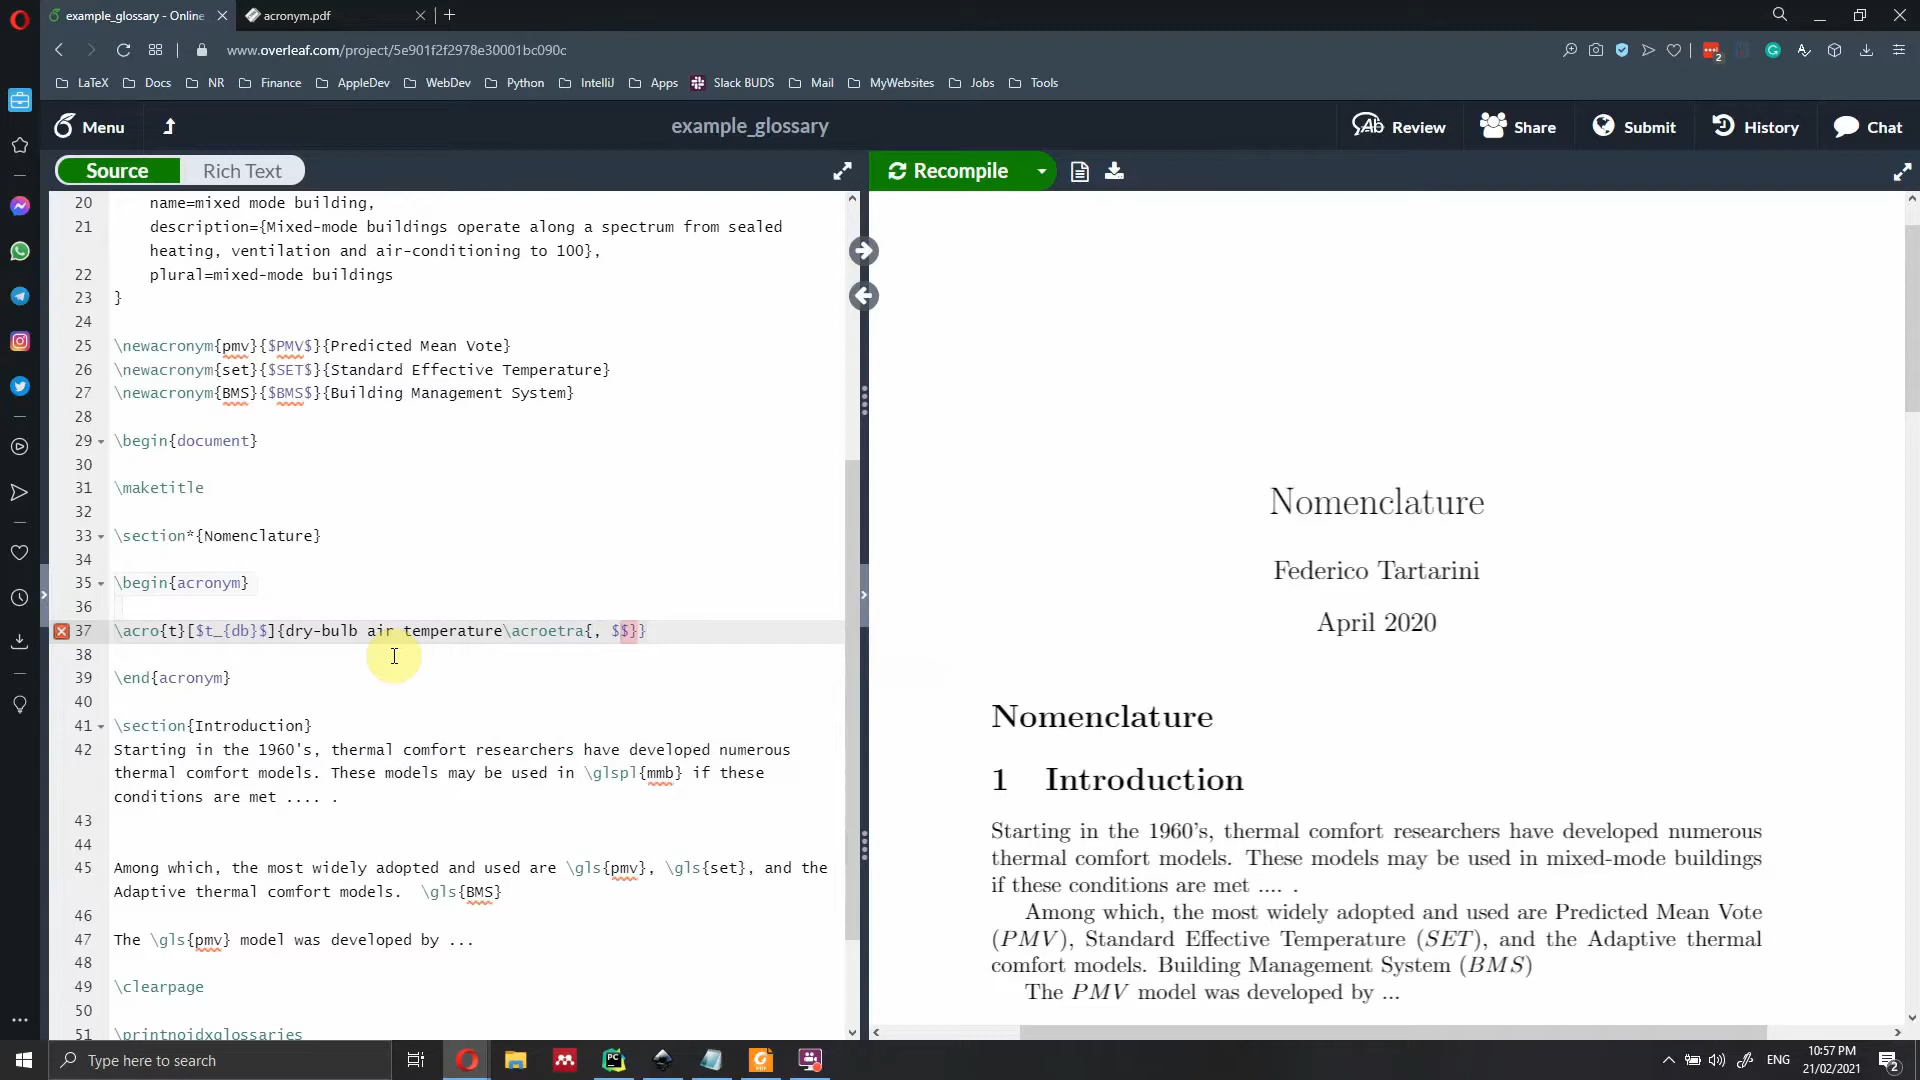 example_glossary - Online
acronym.pdf
www.overleaf.com/project/5e901f2f2978e30001bc090c
2
LaTeX Docs NR Finance AppleDev WebDev Python IntelliJ Apps Slack BUDS Mail MyWebsites Jobs Tools
Menu example_glossary Review Share Submit History Chat
Source Rich Text Recompile
20 name=mixed mode building,
21 description={Mixed-mode buildings operate along a spectrum from sealed
heating, ventilation and air-conditioning to 100},
22 plural=mixed-mode buildings
23 }
24
25 \newacronym{pmv}{$PMV$}{Predicted Mean Vote}
26 \newacronym{set}{$SET$}{Standard Effective Temperature}
27 \newacronym{BMS}{$BMS$}{Building Management System}
28
29 \begin{document}
30
31 \maketitle
32
33 \section*{Nomenclature}
34
35 \begin{acronym}
36
37 \acro{t}[$t_{db}$]{dry-bulb air temperature\acroetra{, $$}}
38
39 \end{acronym}
40
41 \section{Introduction}
42 Starting in the 1960's, thermal comfort researchers have developed numerous
thermal comfort models. These models may be used in \glspl{mmb} if these
conditions are met .... .
43
44
45 Among which, the most widely adopted and used are \gls{pmv}, \gls{set}, and the
Adaptive thermal comfort models.  \gls{BMS}
46
47 The \gls{pmv} model was developed by ...
48
49 \clearpage
50
51 \printnoidxglossaries
Nomenclature
Federico Tartarini
April 2020
Nomenclature
1 Introduction
Starting in the 1960's, thermal comfort researchers have developed numerous
thermal comfort models. These models may be used in mixed-mode buildings
if these conditions are met .... .
Among which, the most widely adopted and used are Predicted Mean Vote
(PMV), Standard Effective Temperature (SET), and the Adaptive thermal
comfort models. Building Management System (BMS)
The PMV model was developed by ...
Type here to search
PC
ENG
10:57 PM
21/02/2021
2